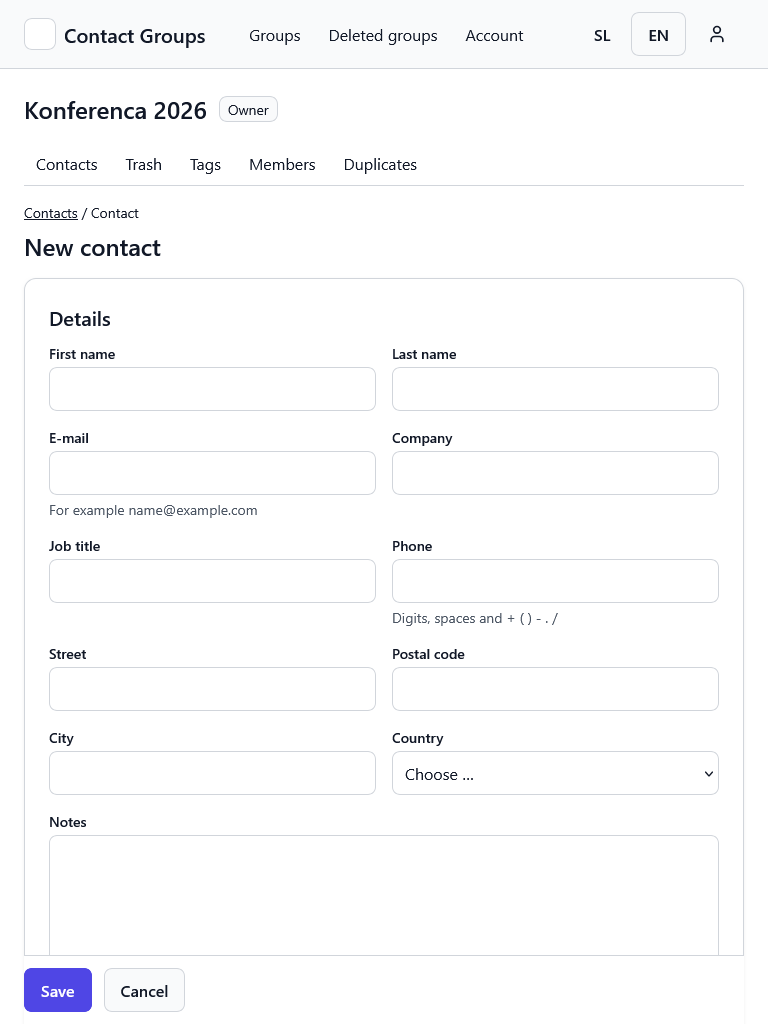 Contact Groups Groups Deleted groups Account SL EN
Konferenca 2026 Owner
Contacts Trash Tags Members Duplicates
Contacts / Contact
New contact
Details
First name Last name
E-mail Company
For example name@example.com
Job title Phone
Digits, spaces and + ( ) - . /
Street Postal code
City Country
Choose ...
Notes
Save Cancel